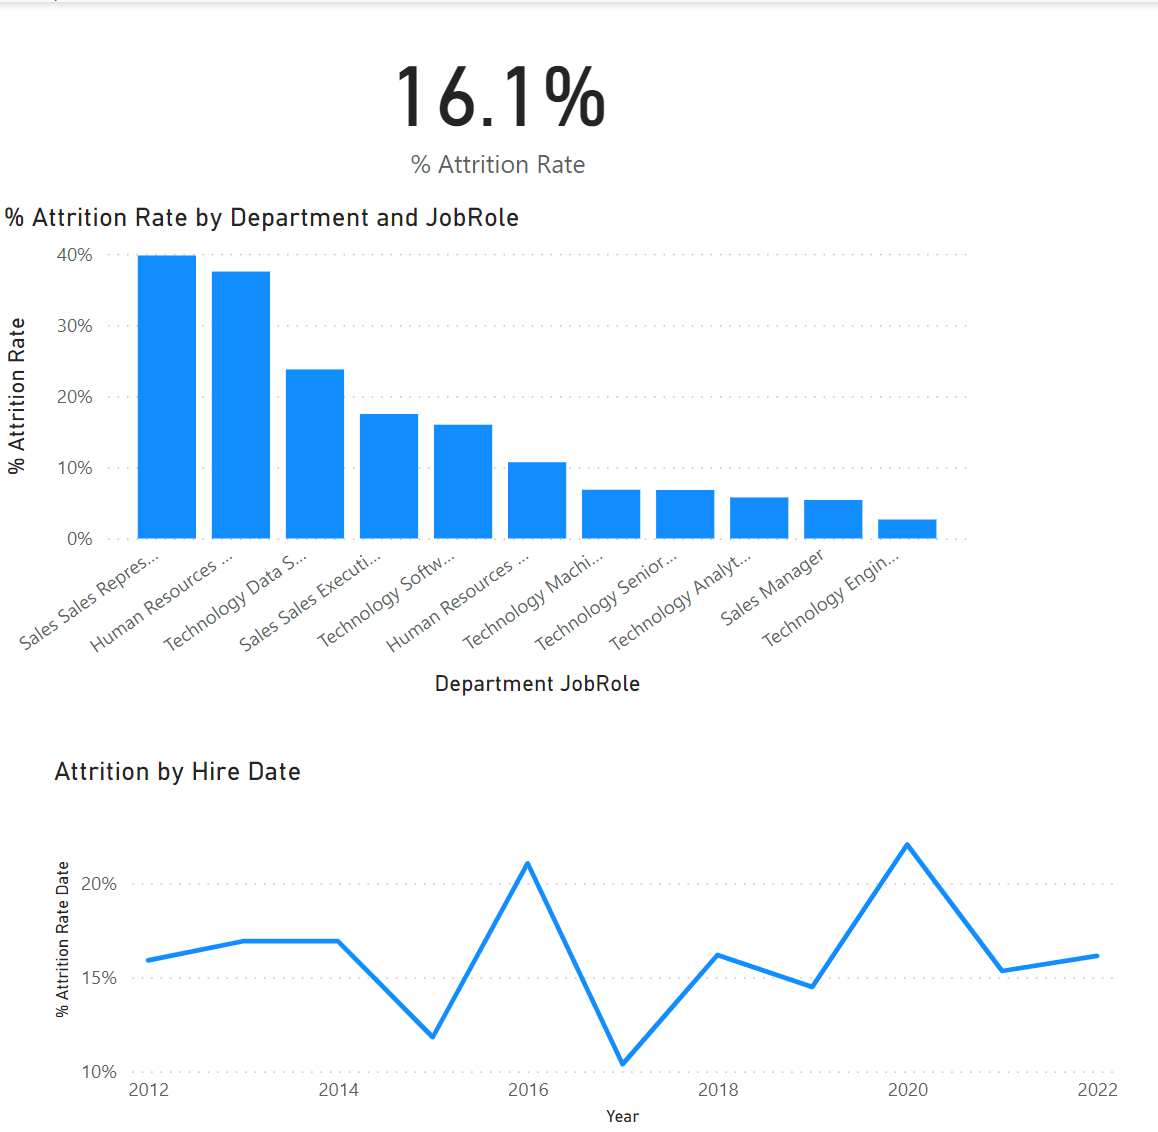 16.1%
% Attrition Rate
% Attrition Rate by Department and JobRole
% Attrition Rate
40%
30%
20%
10%
0%
Sales Sales Repres...
Human Resources ...
Technology Data S...
Sales Sales Executi...
Technology Softw...
Human Resources ...
Technology Machi...
Technology Senior...
Technology Analyt...
Sales Manager
Technology Engin...
Department JobRole
Attrition by Hire Date
% Attrition Rate Date
20%
15%
10%
2012
2014
2016
2018
2020
2022
Year